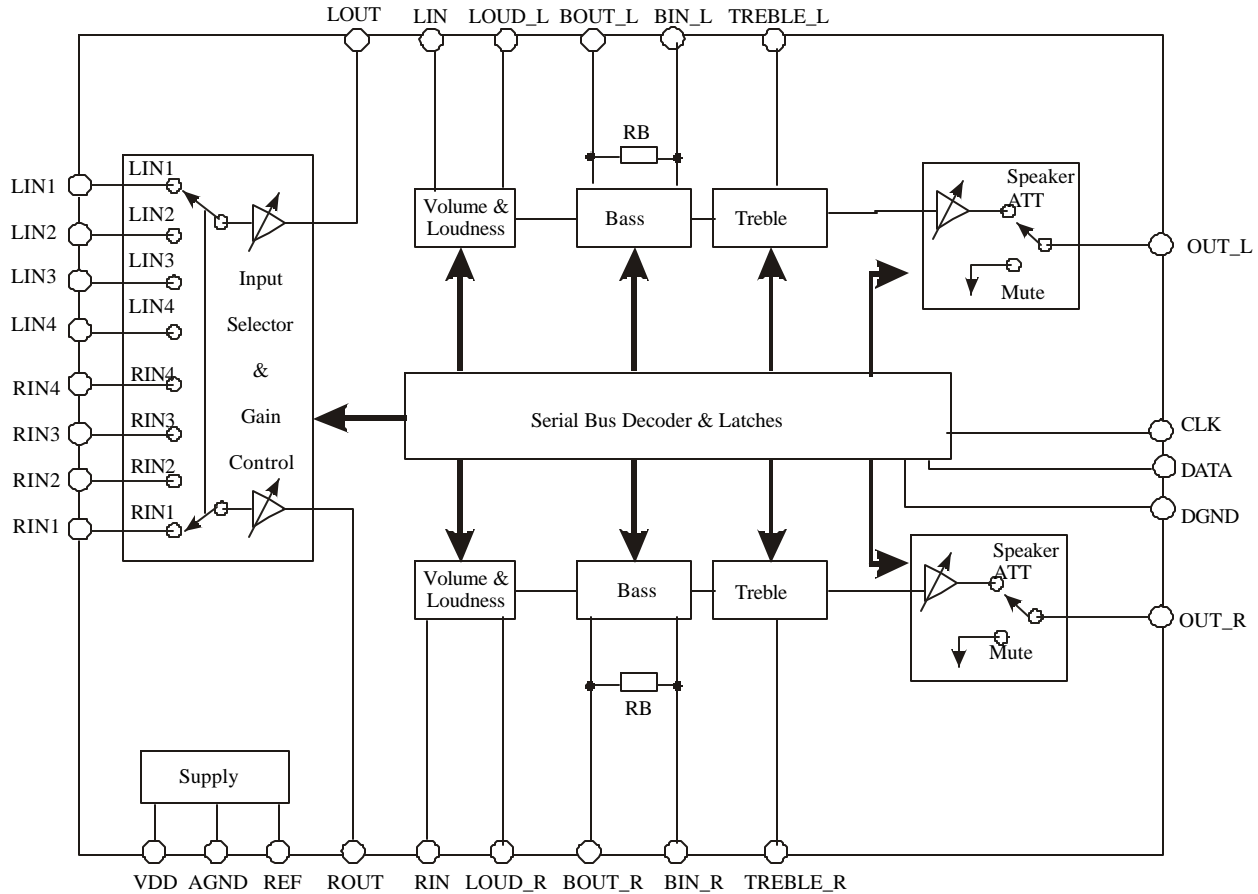 LOUT LIN LOUD_L BOUT_L BIN_L TREBLE_L
RB
LIN1
LIN1
LIN2
LIN2
LIN3
LIN3
LIN4
LIN4
RIN4
RIN4
RIN3
RIN3
RIN2
RIN2
RIN1
RIN1
Input
Selector
&
Gain
Control
Volume &
Loudness
Bass
Treble
Speaker
ATT
Mute
OUT_L
Serial Bus Decoder & Latches
CLK
DATA
DGND
Volume &
Loudness
Bass
Treble
Speaker
ATT
Mute
OUT_R
RB
Supply
VDD AGND REF ROUT RIN LOUD_R BOUT_R BIN_R TREBLE_R